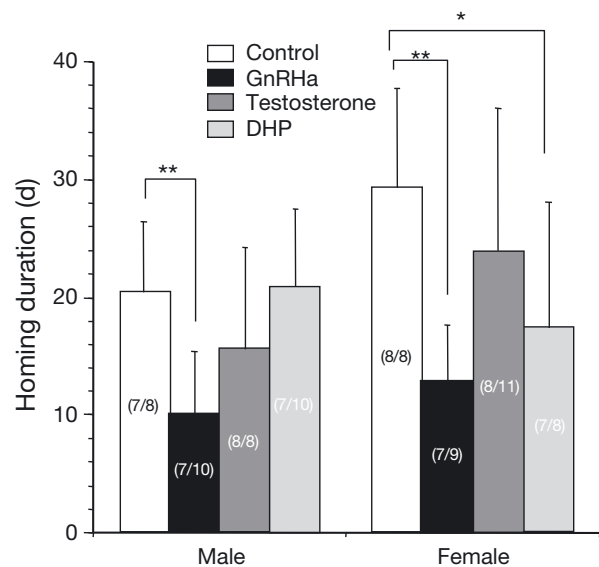 *
40
Control
**
GnRHa
Testosterone
DHP
30
**
20
10
0
Homing duration (d)
(7/8)
(7/10)
(8/8)
(7/10)
(8/8)
(7/9)
(8/11)
(7/8)
Male
Female